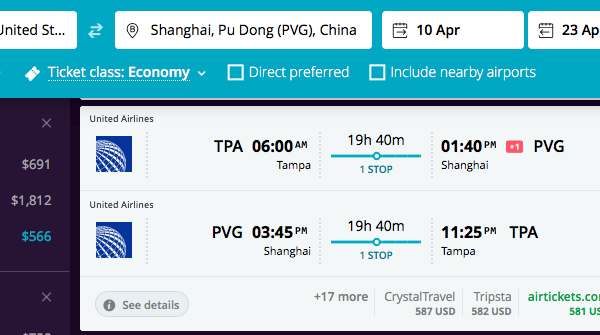 United St...
Shanghai, Pu Dong (PVG), China
10 Apr
23 Ap
Ticket class: Economy
Direct preferred
Include nearby airports
$691
$1,812
$566
United Airlines
TPA 06:00 AM
Tampa
19h 40m
1 STOP
01:40 PM +1 PVG
Shanghai
United Airlines
PVG 03:45 PM
Shanghai
19h 40m
1 STOP
11:25 PM TPA
Tampa
See details
+17 more
CrystalTravel
587 USD
Tripsta
582 USD
airtickets.co
581 US